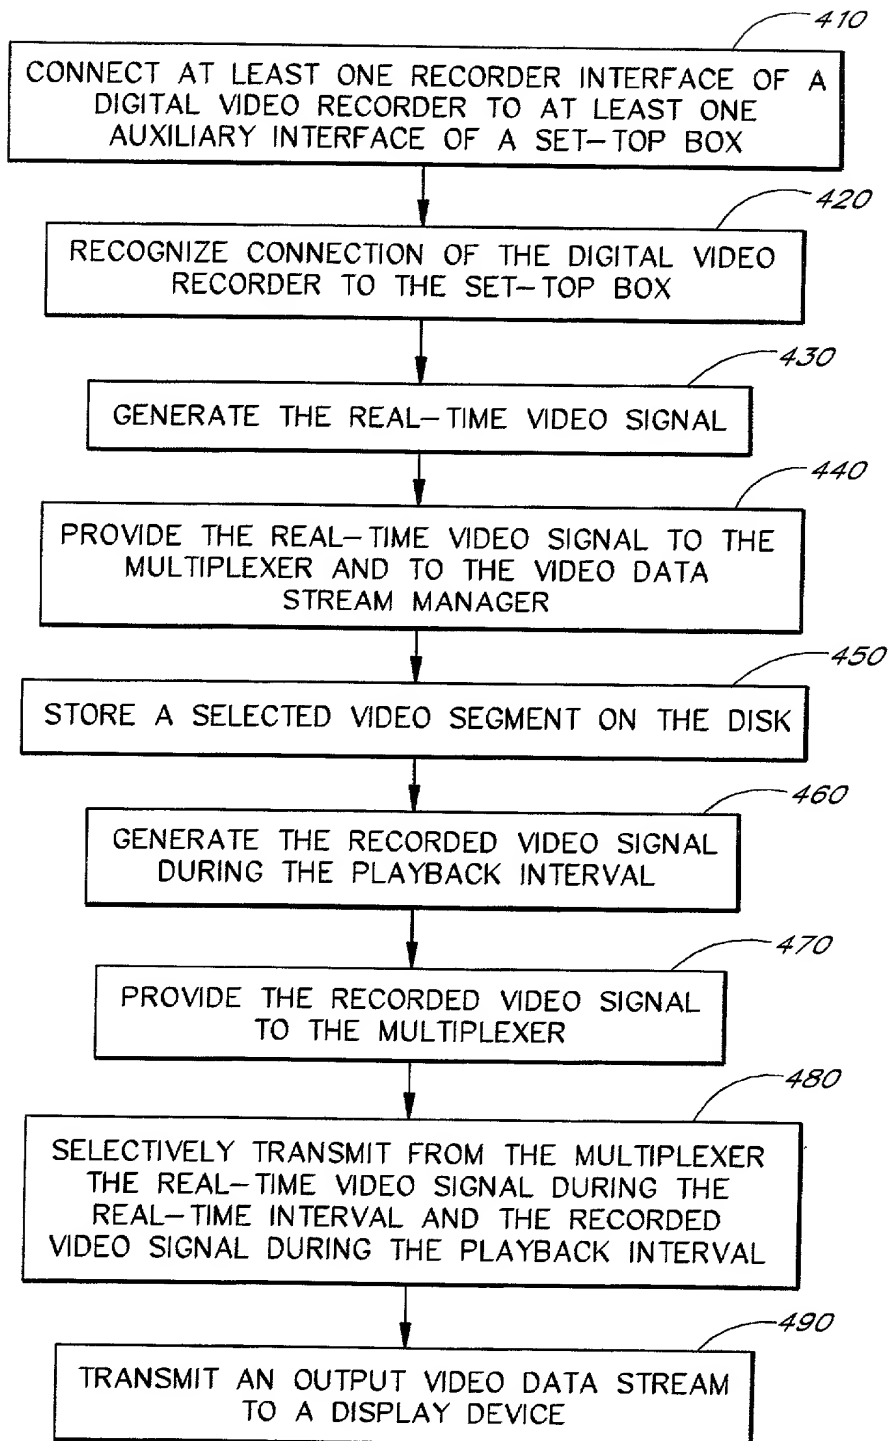 410
CONNECT AT LEAST ONE RECORDER INTERFACE OF A
DIGITAL VIDEO RECORDER TO AT LEAST ONE
AUXILIARY INTERFACE OF A SET-TOP BOX
420
RECOGNIZE CONNECTION OF THE DIGITAL VIDEO
RECORDER TO THE SET-TOP BOX
430
GENERATE THE REAL-TIME VIDEO SIGNAL
440
PROVIDE THE REAL-TIME VIDEO SIGNAL TO THE
MULTIPLEXER AND TO THE VIDEO DATA
STREAM MANAGER
450
STORE A SELECTED VIDEO SEGMENT ON THE DISK
460
GENERATE THE RECORDED VIDEO SIGNAL
DURING THE PLAYBACK INTERVAL
470
PROVIDE THE RECORDED VIDEO SIGNAL
TO THE MULTIPLEXER
480
SELECTIVELY TRANSMIT FROM THE MULTIPLEXER
THE REAL-TIME VIDEO SIGNAL DURING THE
REAL-TIME INTERVAL AND THE RECORDED
VIDEO SIGNAL DURING THE PLAYBACK INTERVAL
490
TRANSMIT AN OUTPUT VIDEO DATA STREAM
TO A DISPLAY DEVICE